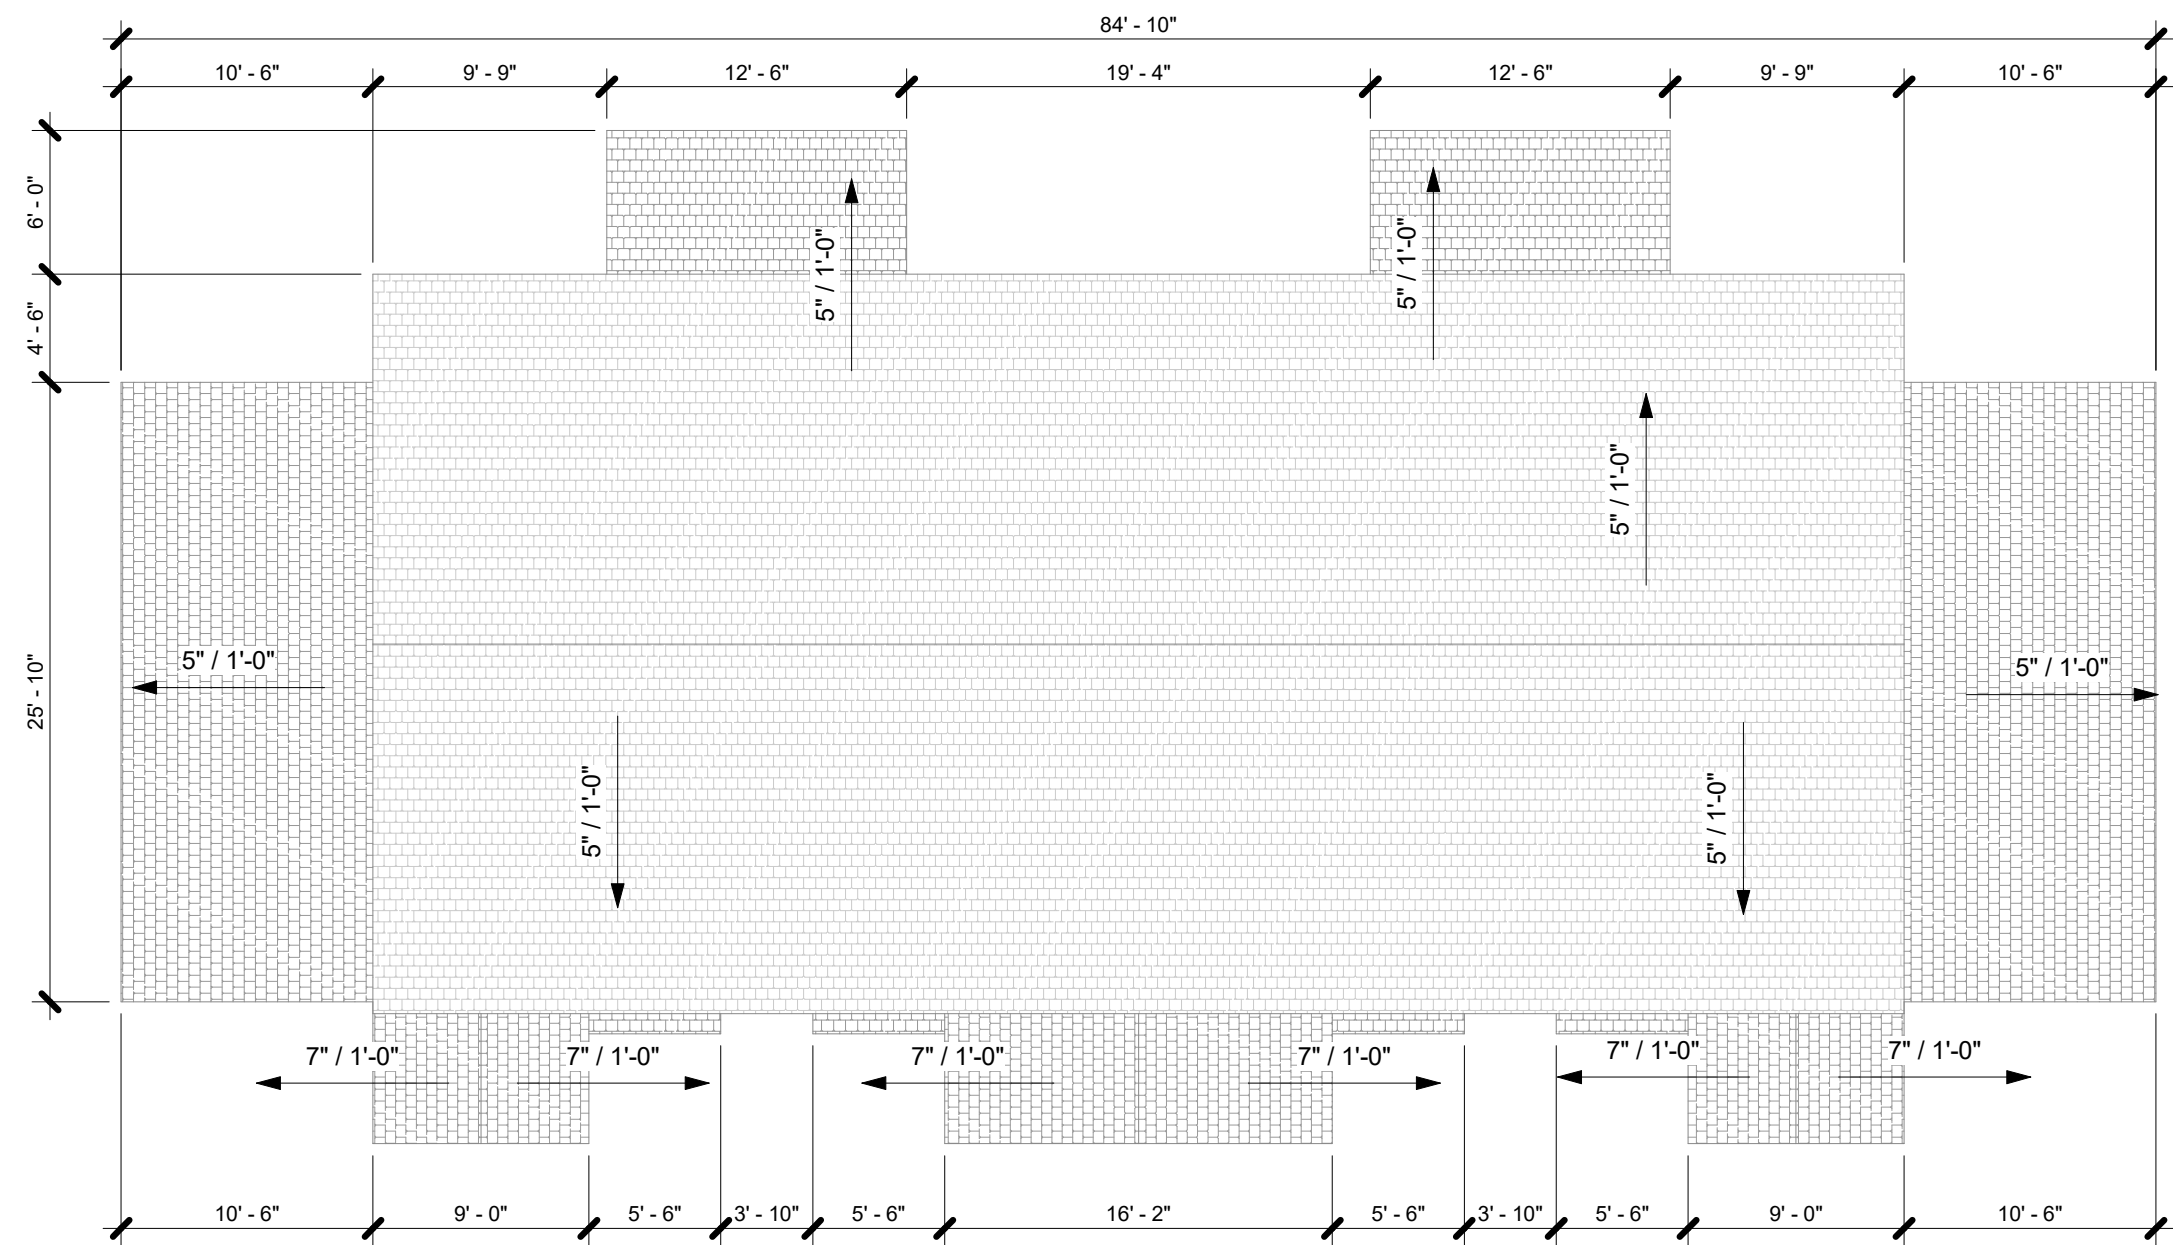 84' - 10"
10' - 6" 9' - 9" 12' - 6" 19' - 4" 12' - 6" 9' - 9" 10' - 6"
6' - 0"
4' - 6"
25' - 10"
5" / 1'-0"
5" / 1'-0"
5" / 1'-0"
5" / 1'-0"
5" / 1'-0"
5" / 1'-0"
5" / 1'-0"
7" / 1'-0" 7" / 1'-0" 7" / 1'-0" 7" / 1'-0" 7" / 1'-0" 7" / 1'-0"
10' - 6" 9' - 0" 5' - 6" 3' - 10" 5' - 6" 16' - 2" 5' - 6" 3' - 10" 5' - 6" 9' - 0" 10' - 6"